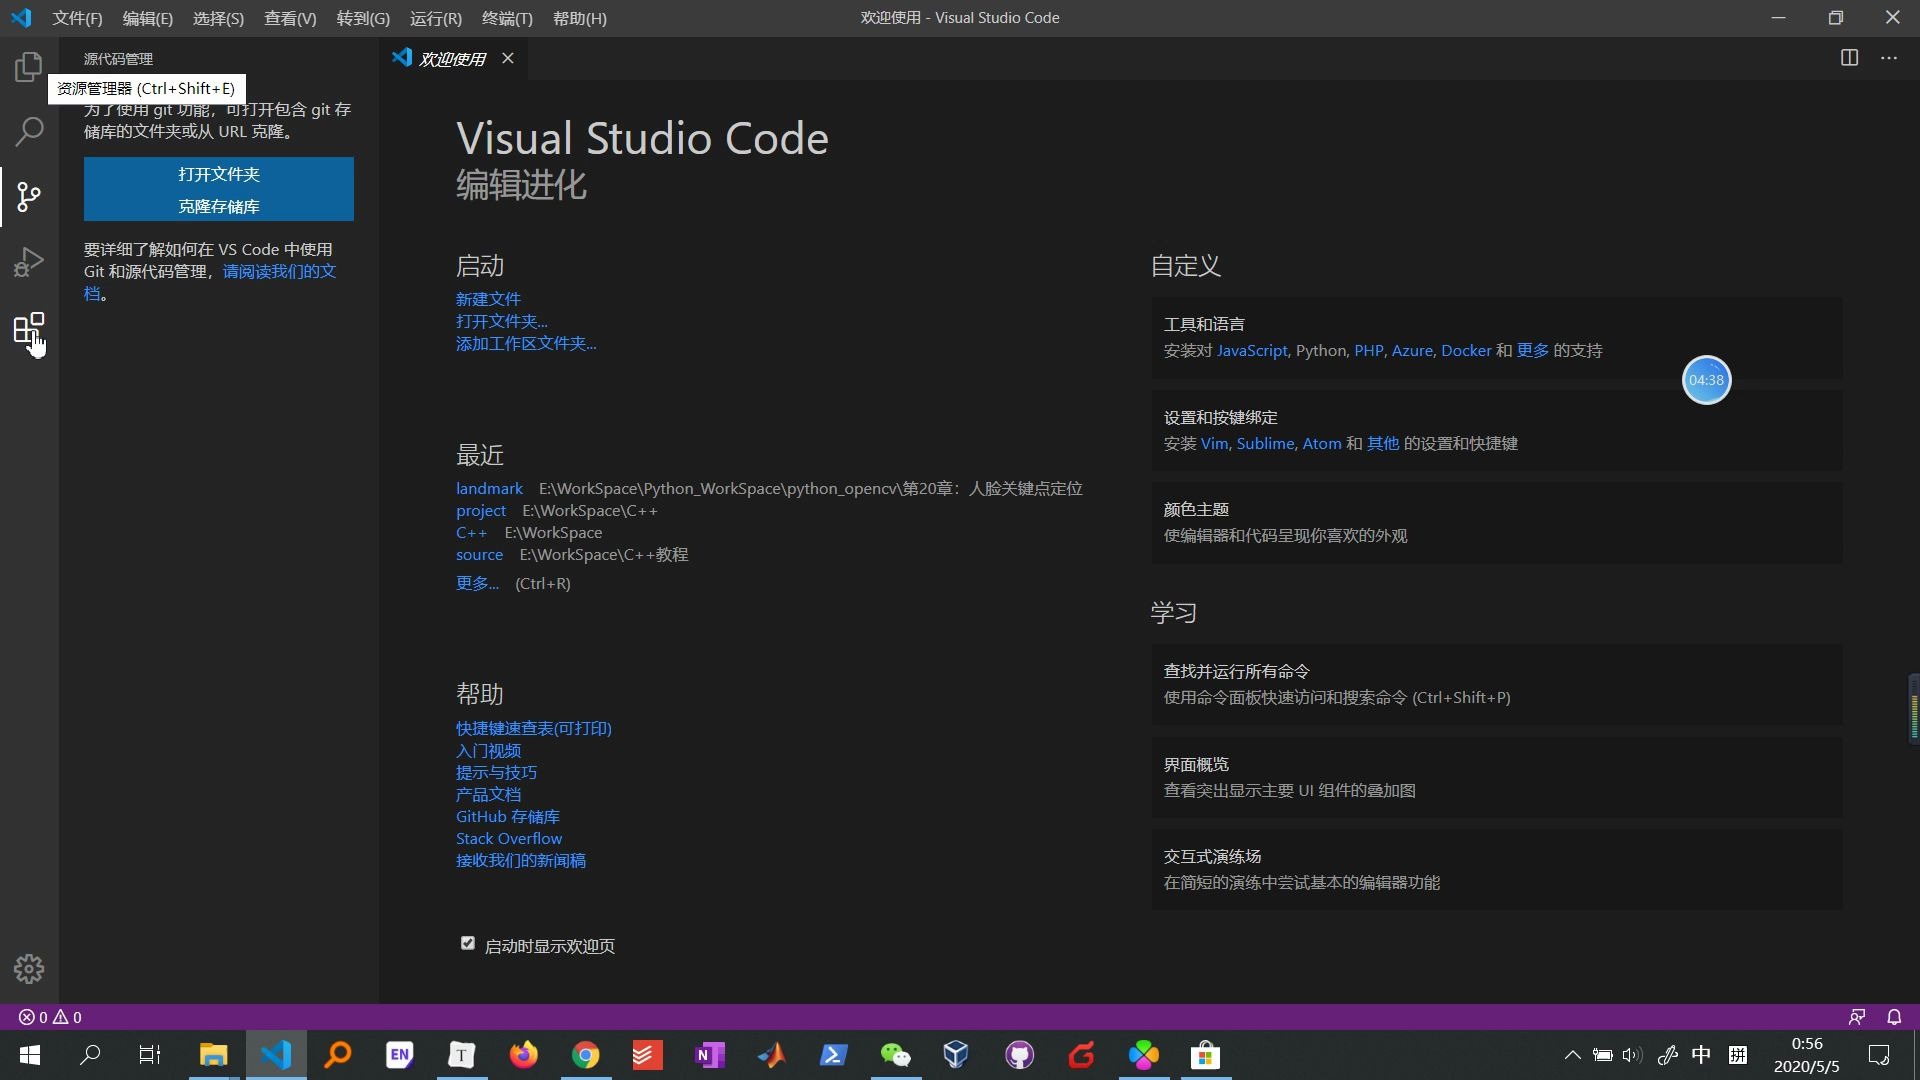 文件(F) 编辑(E) 选择(S) 查看(V) 转到(G) 运行(R) 终端(T) 帮助(H)
欢迎使用 - Visual Studio Code
源代码管理
欢迎使用
资源管理器 (Ctrl+Shift+E)
为了使用 git 功能，可打开包含 git 存
储库的文件夹或从 URL 克隆。
打开文件夹
克隆存储库
要详细了解如何在 VS Code 中使用
Git 和源代码管理，请阅读我们的文
档。
Visual Studio Code
编辑进化
启动
新建文件
打开文件夹...
添加工作区文件夹...
最近
landmark E:\WorkSpace\Python_WorkSpace\python_opencv\第20章：人脸关键点定位
project E:\WorkSpace\C++
C++ E:\WorkSpace
source E:\WorkSpace\C++教程
更多... (Ctrl+R)
帮助
快捷键速查表(可打印)
入门视频
提示与技巧
产品文档
GitHub 存储库
Stack Overflow
接收我们的新闻稿
启动时显示欢迎页
自定义
工具和语言
安装对 JavaScript, Python, PHP, Azure, Docker 和 更多 的支持
04:38
设置和按键绑定
安装 Vim, Sublime, Atom 和 其他 的设置和快捷键
颜色主题
使编辑器和代码呈现你喜欢的外观
学习
查找并运行所有命令
使用命令面板快速访问和搜索命令 (Ctrl+Shift+P)
界面概览
查看突出显示主要 UI 组件的叠加图
交互式演练场
在简短的演练中尝试基本的编辑器功能
0 0
EN
T
N
中
拼
0:56
2020/5/5